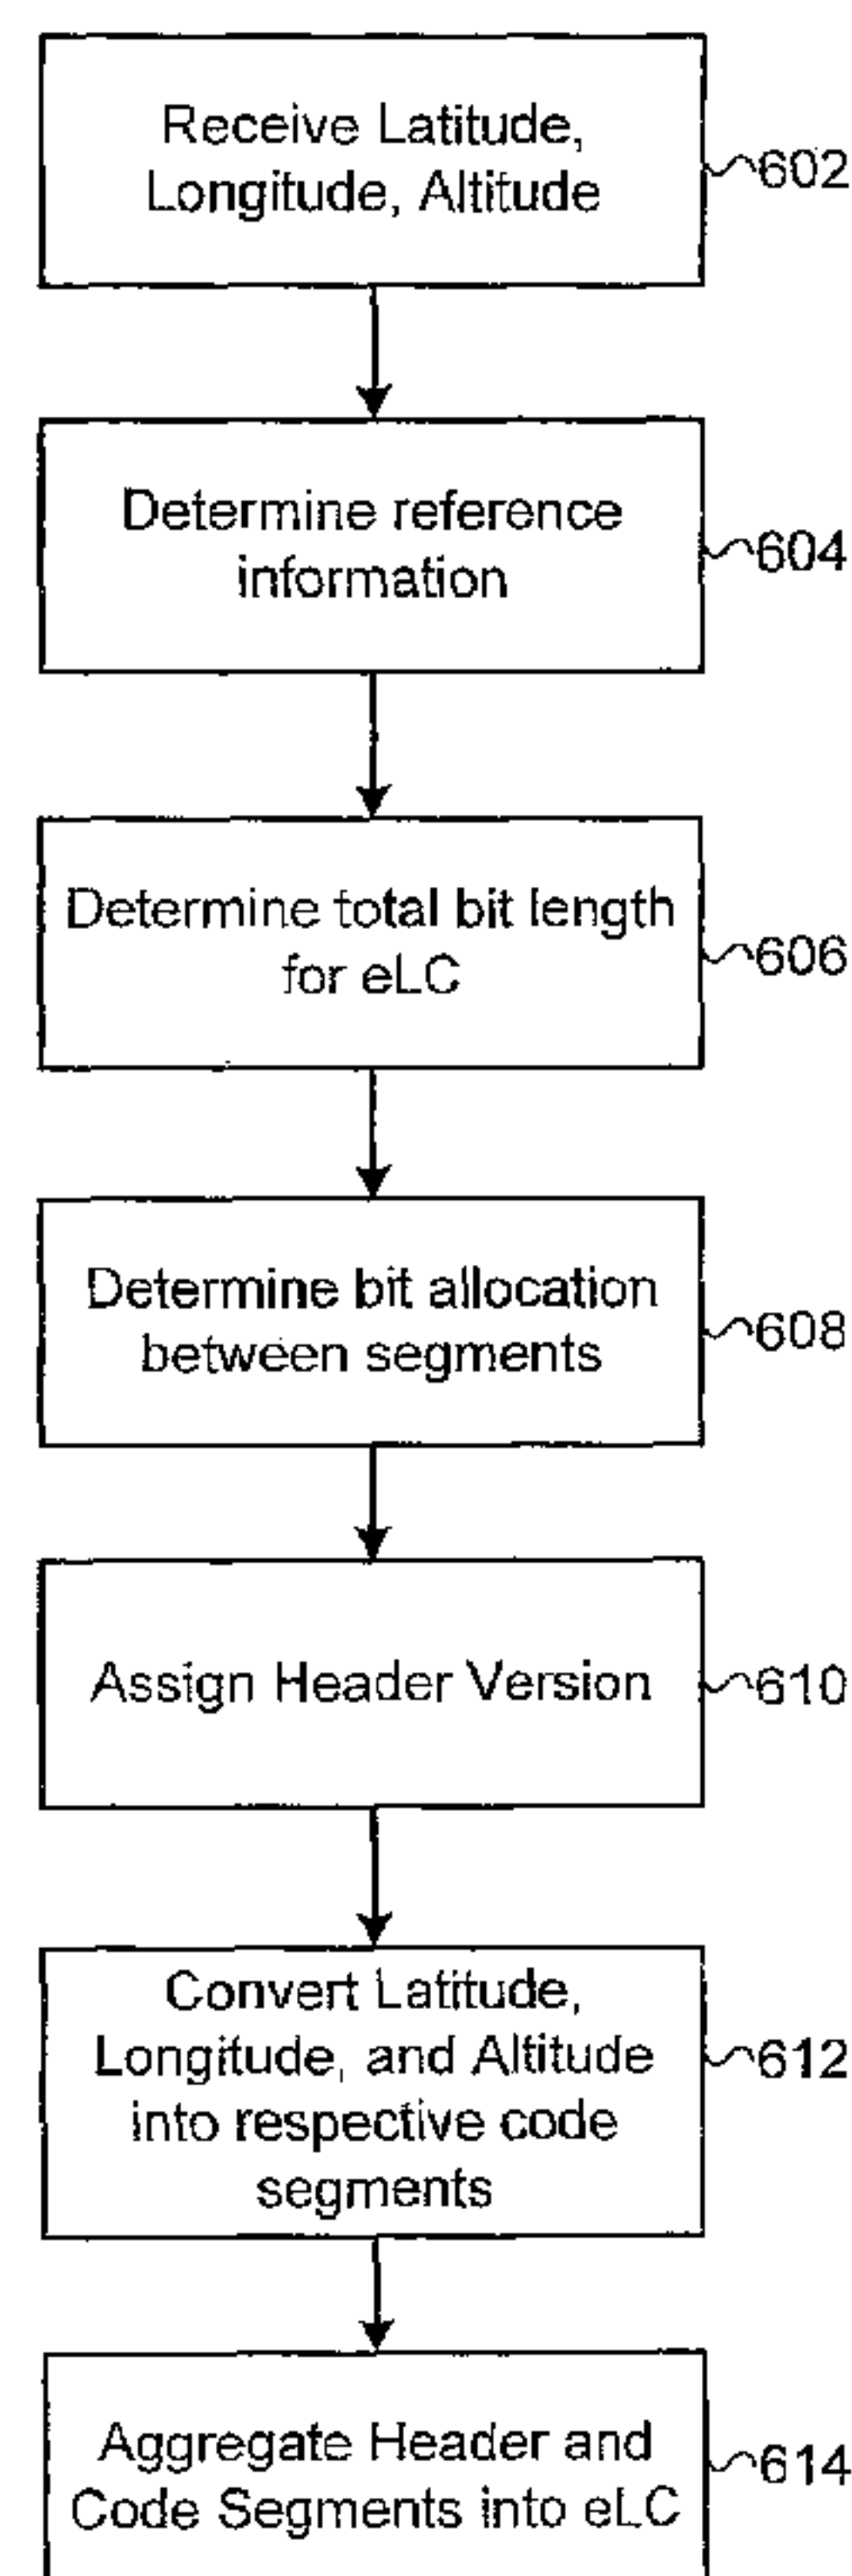 Receive Latitude,
Longitude, Altitude
602
Determine reference
information
604
Determine total bit length
for eLC
606
Determine bit allocation
between segments
608
Assign Header Version
610
Convert Latitude,
Longitude, and Altitude
into respective code
segments
612
Aggregate Header and
Code Segments into eLC
614